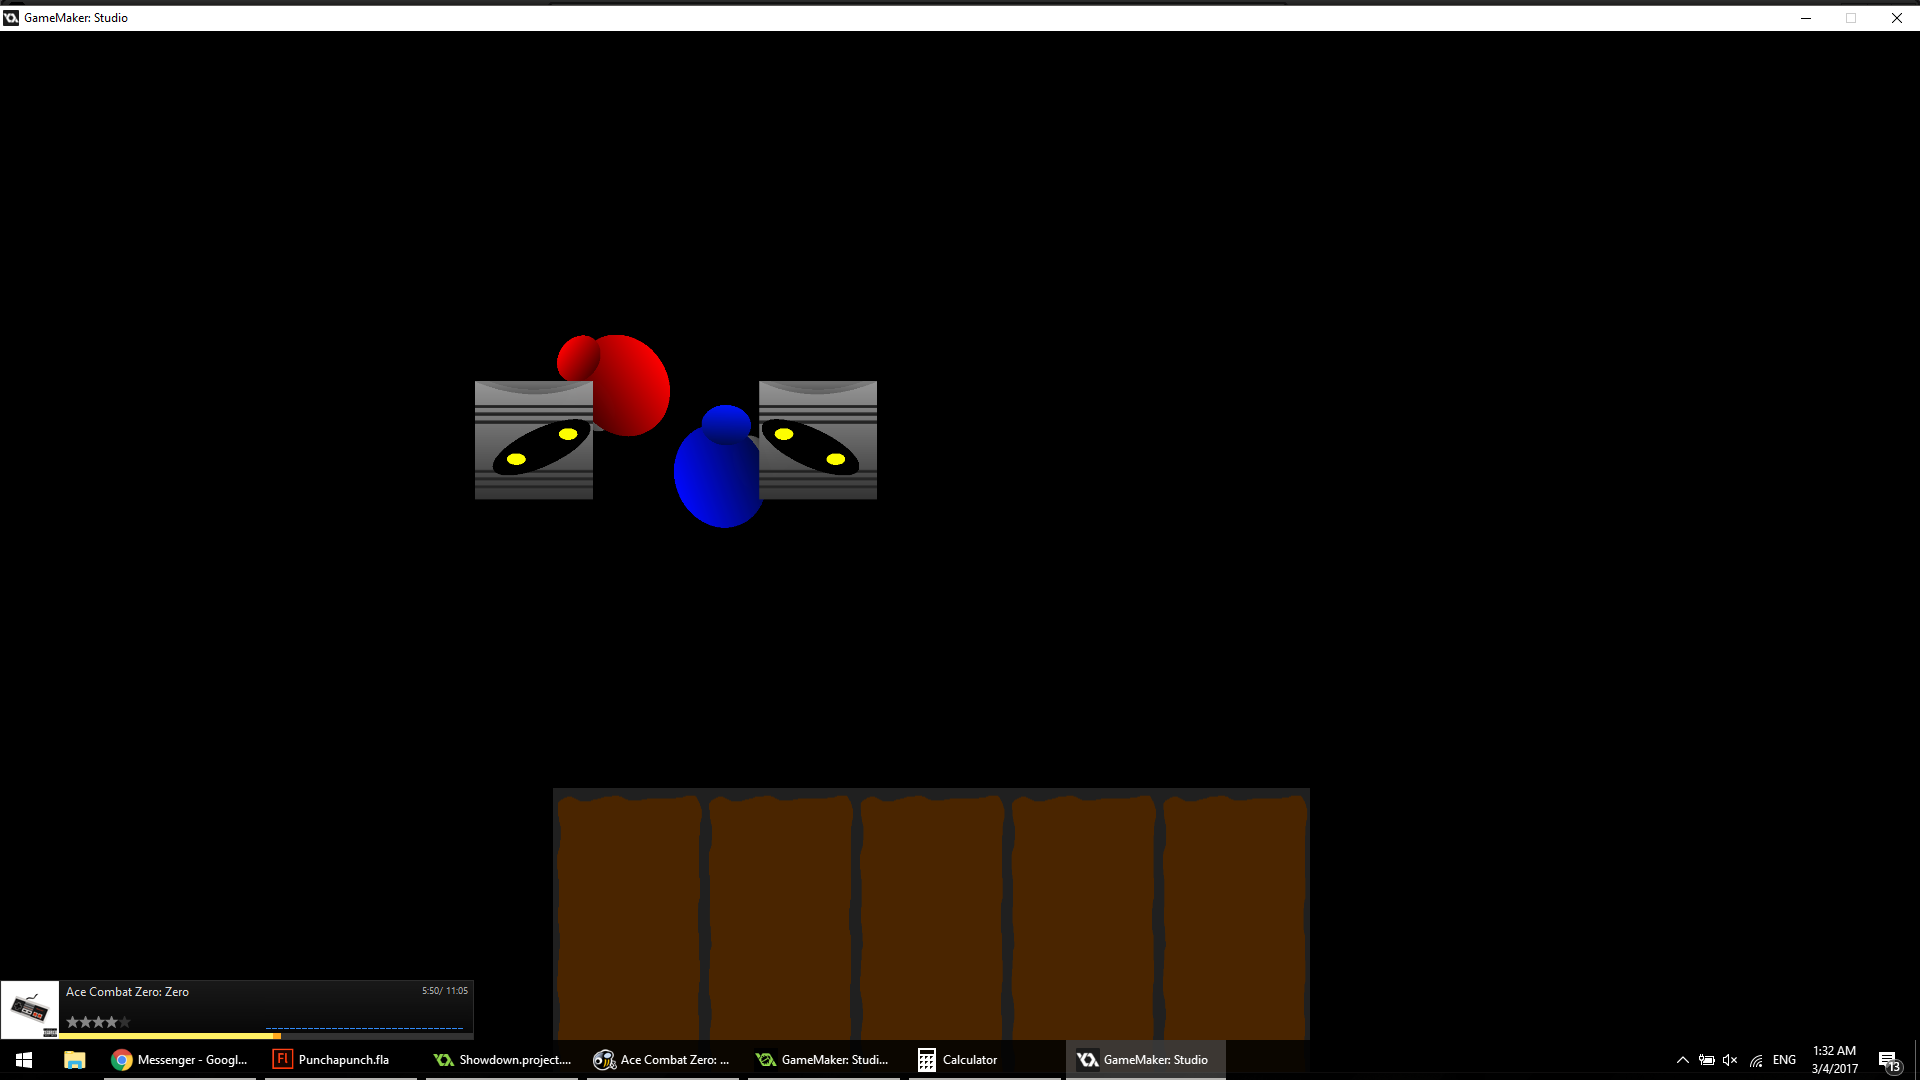 GameMaker: Studio
Ace Combat Zero: Zero
5:50/ 11:05
Messenger - Googl...
Fl
Punchapunch.fla
Showdown.project....
Ace Combat Zero: ...
GameMaker: Studi...
Calculator
GameMaker: Studio
ENG
1:32 AM
3/4/2017
13